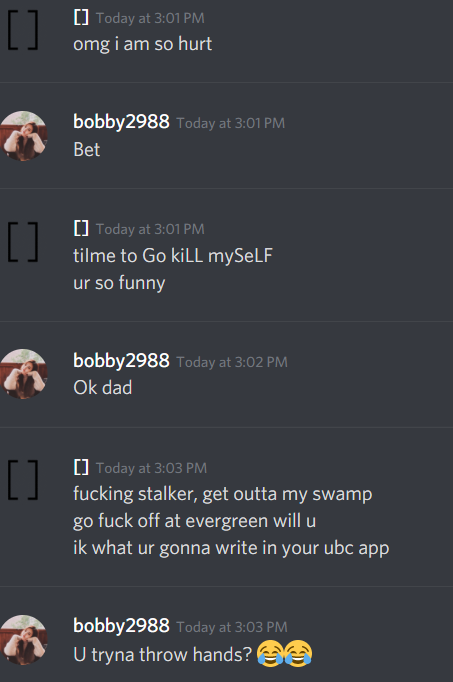 [] Today at 3:01 PM
omg i am so hurt
bobby2988 Today at 3:01 PM
Bet
[] Today at 3:01 PM
tilme to Go kiLL mySeLF
ur so funny
bobby2988 Today at 3:02 PM
Ok dad
[] Today at 3:03 PM
fucking stalker, get outta my swamp
go fuck off at evergreen will u
ik what ur gonna write in your ubc app
bobby2988 Today at 3:03 PM
U tryna throw hands? 😂😂